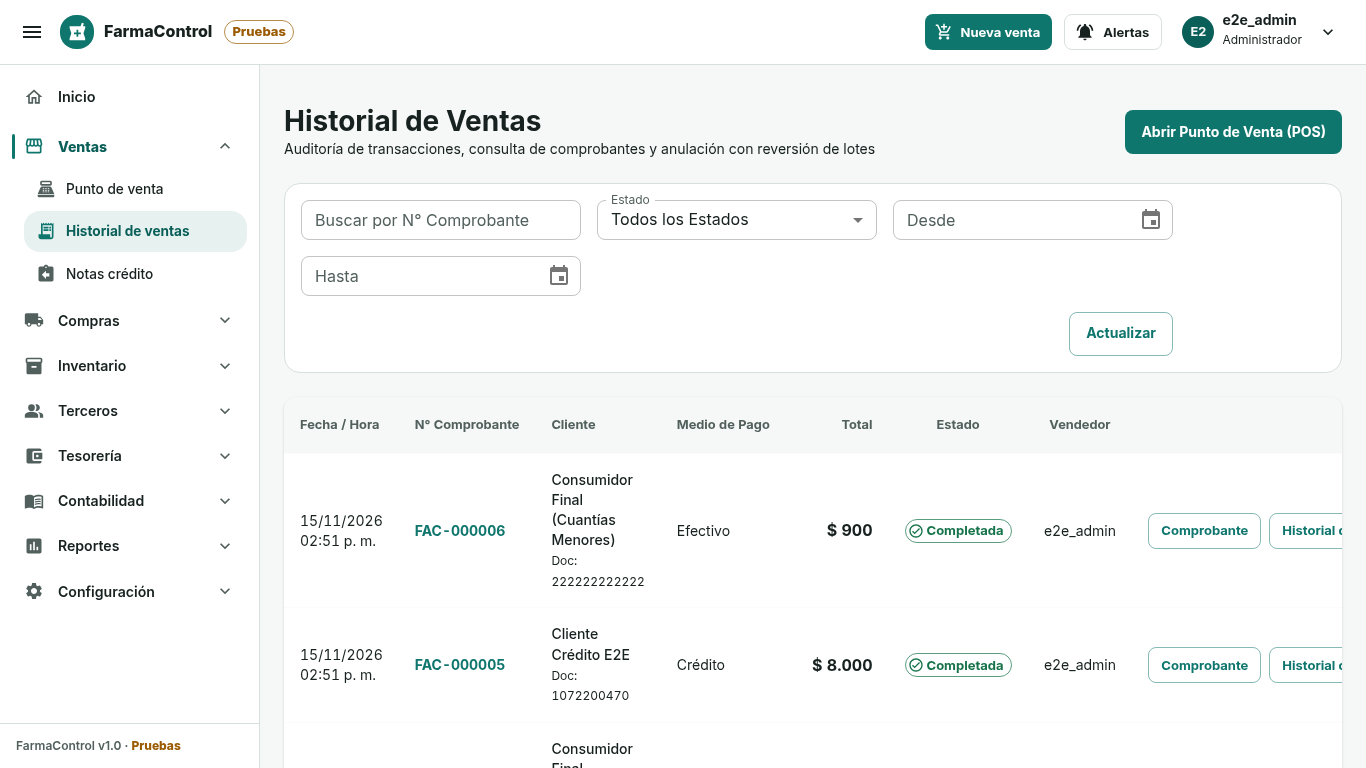 FarmaControl
Pruebas
Nueva venta
Alertas
E2
e2e_admin
Administrador
Inicio
Ventas
Punto de venta
Historial de ventas
Notas crédito
Compras
Inventario
Terceros
Tesorería
Contabilidad
Reportes
Configuración
FarmaControl v1.0 · Pruebas
Historial de Ventas
Auditoría de transacciones, consulta de comprobantes y anulación con reversión de lotes
Abrir Punto de Venta (POS)
Buscar por N° Comprobante
Estado
Todos los Estados
Desde
Hasta
Actualizar
Fecha / Hora N° Comprobante Cliente Medio de Pago Total Estado Vendedor
15/11/2026
02:51 p. m.
FAC-000006
Consumidor
Final
(Cuantías
Menores)
Doc:
222222222222
Efectivo
$ 900
Completada
e2e_admin
Comprobante
Historial
15/11/2026
02:51 p. m.
FAC-000005
Cliente
Crédito E2E
Doc:
1072200470
Crédito
$ 8.000
Completada
e2e_admin
Comprobante
Historial
Consumidor
Final